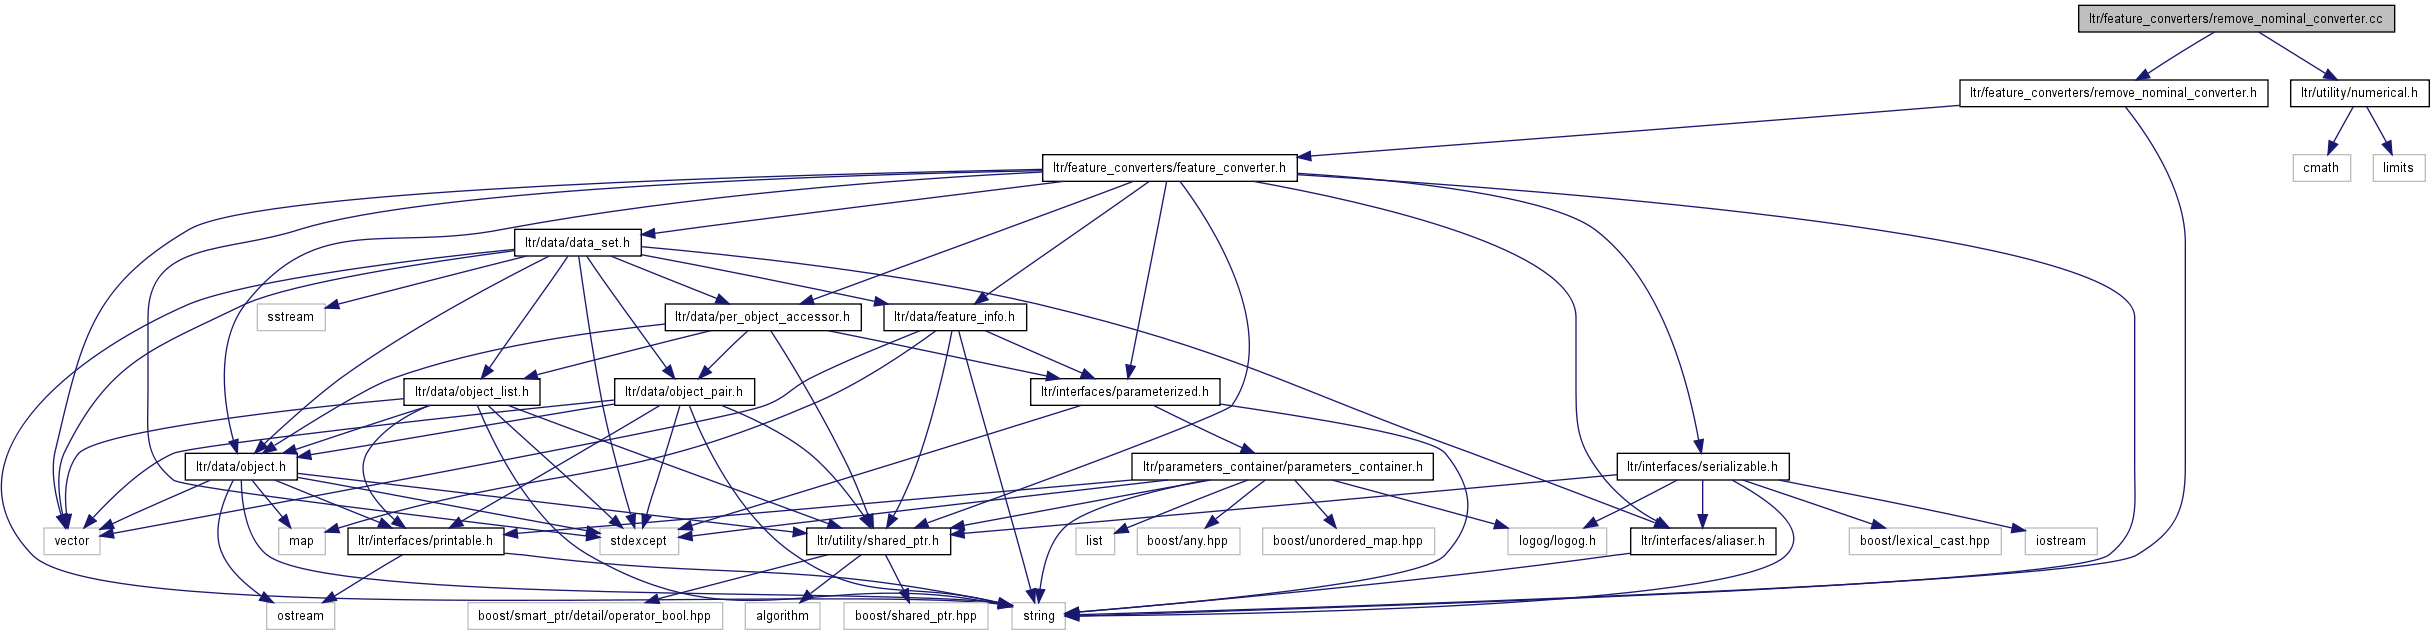 ltr/feature_converters/remove_nominal_converter.cc
ltr/feature_converters/remove_nominal_converter.h
ltr/utility/numerical.h
ltr/feature_converters/feature_converter.h
cmath
limits
ltr/data/data_set.h
sstream
ltr/data/per_object_accessor.h
ltr/data/feature_info.h
ltr/data/object_list.h
ltr/data/object_pair.h
ltr/interfaces/parameterized.h
ltr/data/object.h
ltr/parameters_container/parameters_container.h
ltr/interfaces/serializable.h
vector
map
ltr/interfaces/printable.h
stdexcept
ltr/utility/shared_ptr.h
list
boost/any.hpp
boost/unordered_map.hpp
logog/logog.h
ltr/interfaces/aliaser.h
boost/lexical_cast.hpp
iostream
ostream
boost/smart_ptr/detail/operator_bool.hpp
algorithm
boost/shared_ptr.hpp
string